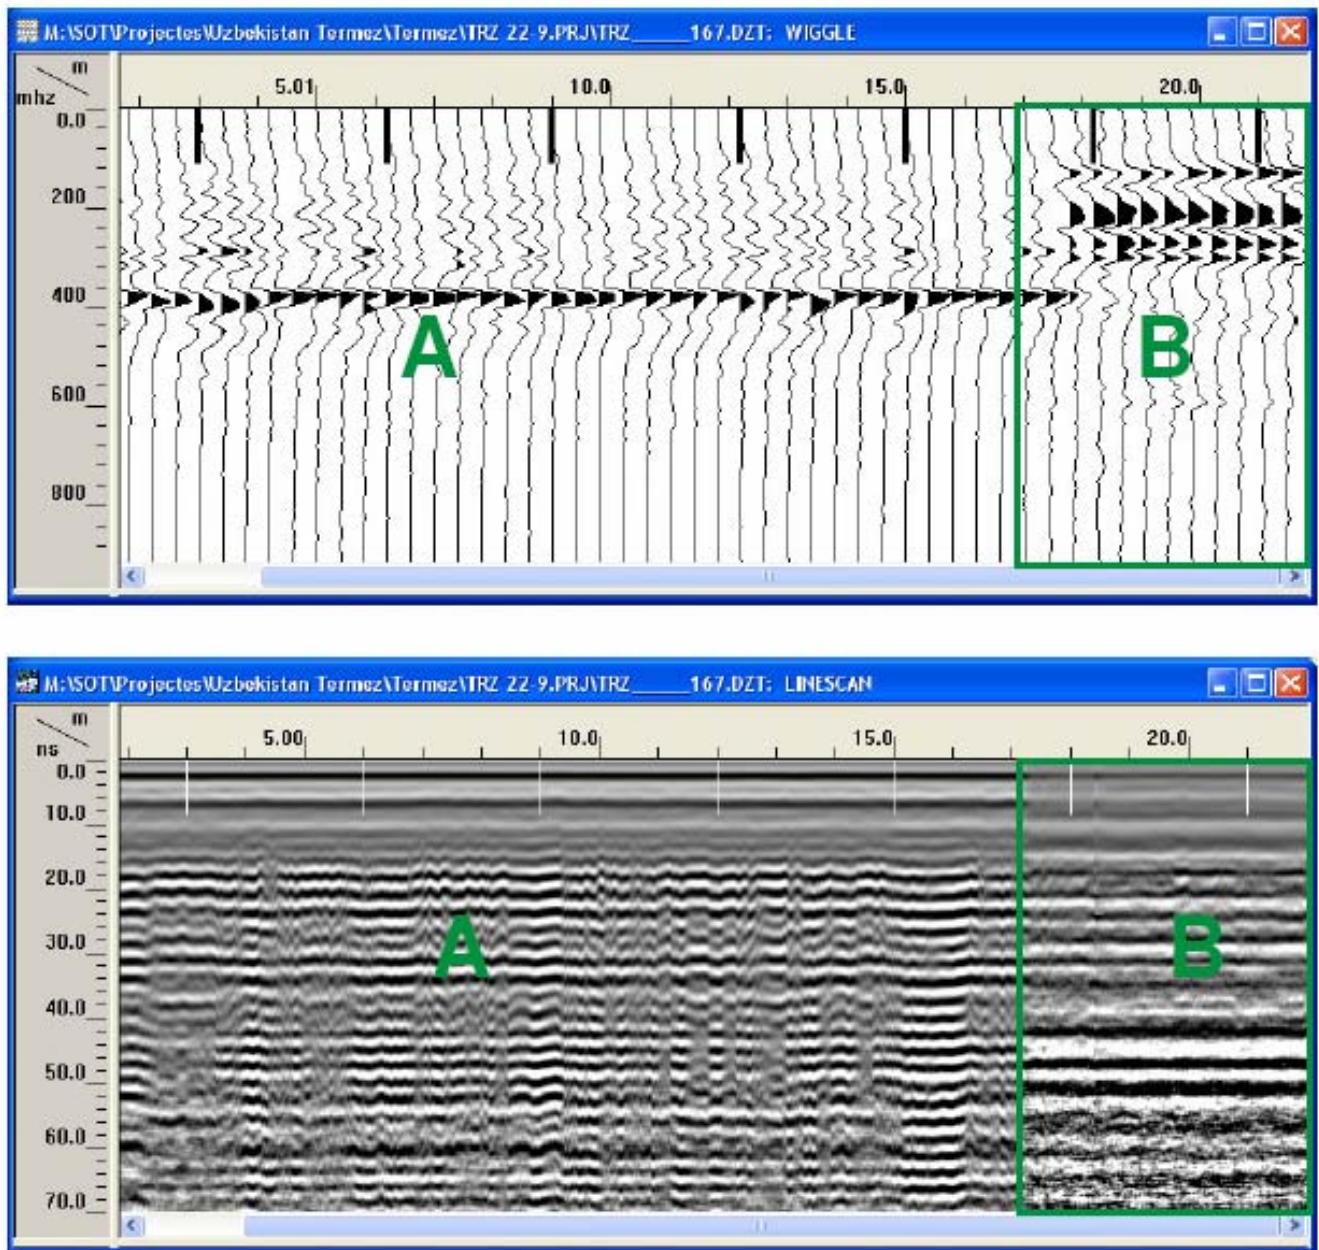 M:\SOT\Projectes\Uzbekistan Termez\Termez\TRZ 22-9.PRJ\TRZ_____167.DZT: WIGGLE
m
mhz
5.01 10.0 15.0 20.0
0.0
200
400
600
800
A B
M:\SOT\Projectes\Uzbekistan Termez\Termez\TRZ 22-9.PRJ\TRZ_____167.DZT: LINESCAN
m
ns
5.00 10.0 15.0 20.0
0.0
10.0
20.0
30.0
40.0
50.0
60.0
70.0
A B